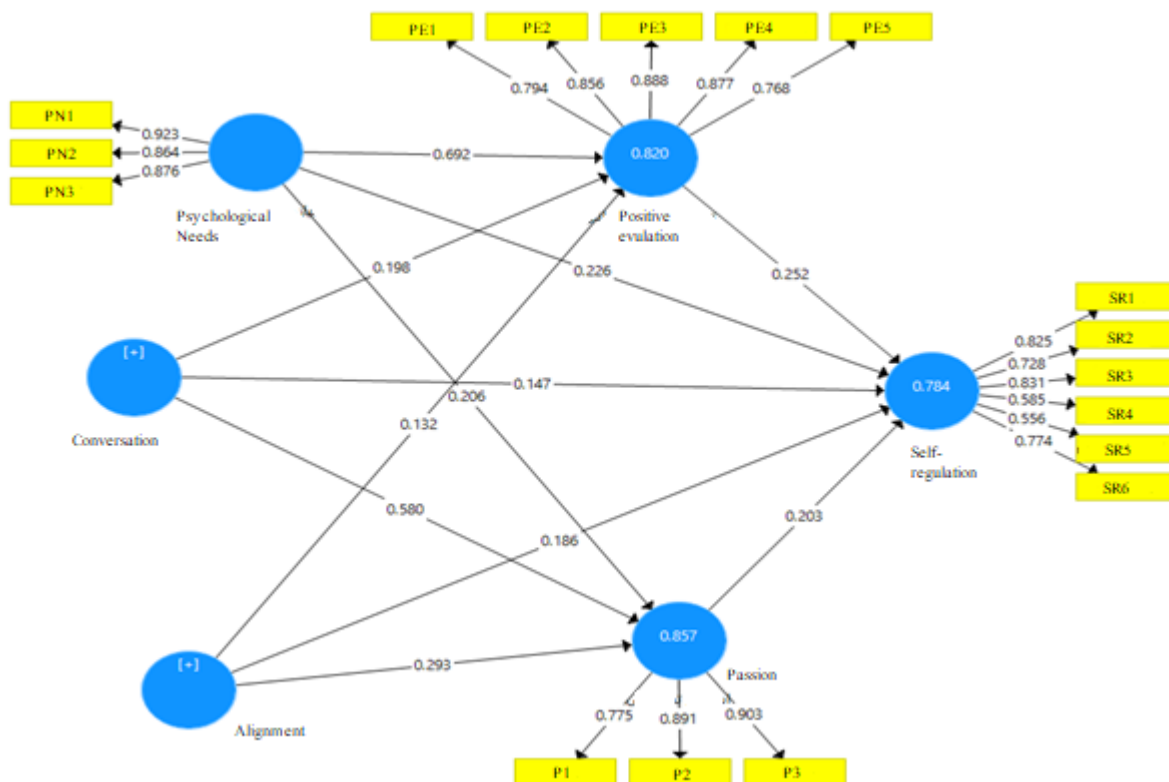 PE1
PE2
PE3
PE4
PE5
0.794
0.856
0.888
0.877
0.768
PN1
PN2
PN3
0.923
0.864
0.876
0.692
0.820
Psychological
Needs
Positive
evulation
0.198
0.226
0.252
[+]
Conversation
0.147
0.206
0.132
0.784
Self-
regulation
SR1
SR2
SR3
SR4
SR5
SR6
0.825
0.728
0.831
0.585
0.556
0.774
0.580
0.186
0.203
[+]
Alignment
0.293
0.857
Passion
0.775
0.891
0.903
P1
P2
P3